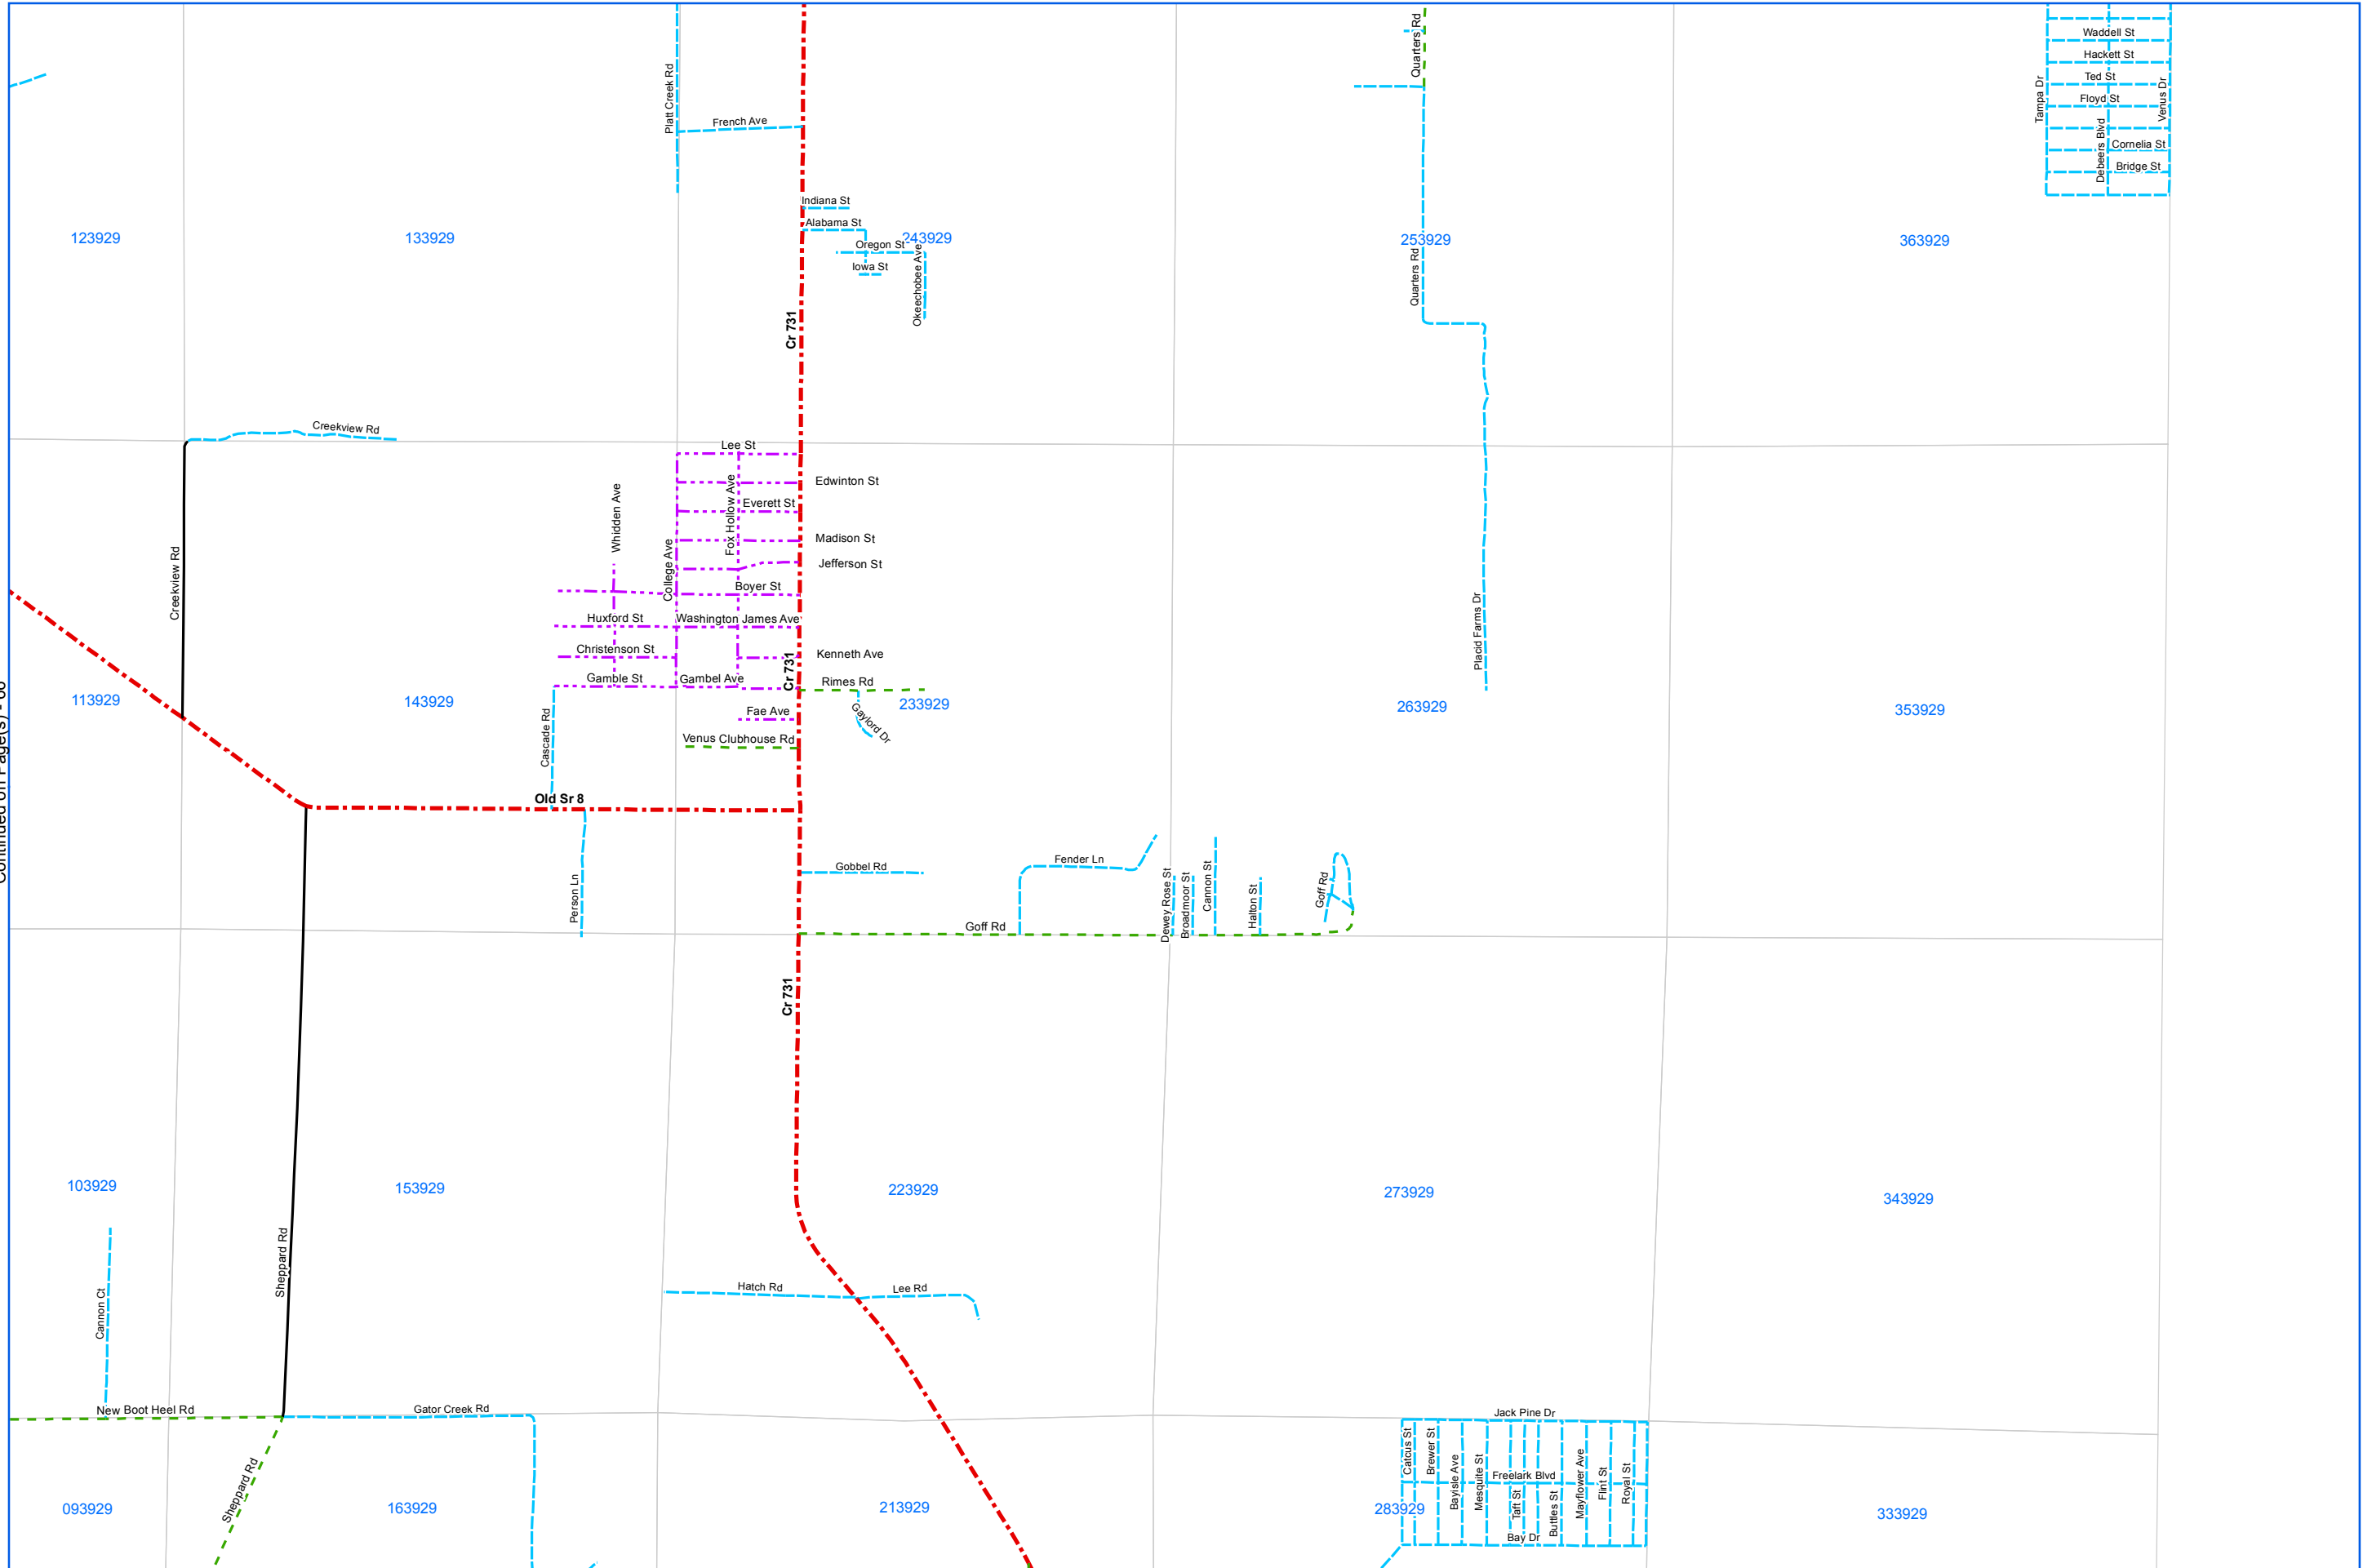 Platt Creek Rd
French Ave
Quarters Rd
Waddell St
Hackett St
Ted St
Floyd St
Tampa Dr
Venus Dr
Debeers Blvd
Cornelia St
Bridge St
Indiana St
Alabama St
Oregon St
Iowa St
Okeechobee Ave
123929
133929
243929
253929
363929
Quarters Rd
Cr 731
Creekview Rd
Lee St
Edwinton St
Everett St
Fox Hollow Ave
Whidden Ave
Madison St
College Ave
Jefferson St
Creekview Rd
Boyer St
Huxford St
Washington James Ave
Placid Farms Dr
Christenson St
Kenneth Ave
Cr 731
Gamble St
Gambel Ave
Rimes Rd
113929
143929
233929
263929
353929
Fae Ave
Gaylord Dr
Cascade Rd
Venus Clubhouse Rd
Old Sr 8
Gobbel Rd
Fender Ln
Person Ln
Dewey Rose St
Broadmoor St
Cannon St
Halton St
Goff Rd
Goff Rd
Cr 731
103929
153929
223929
273929
343929
Sheppard Rd
Hatch Rd
Lee Rd
Cannon Ct
New Boot Heel Rd
Gator Creek Rd
Jack Pine Dr
Catcus St
Brewer St
Bayisle Ave
Mesquite St
Freelark Blvd
Taft St
Buttles St
Mayflower Ave
Flint St
Royal St
Bay Dr
Sheppard Rd
093929
163929
213929
283929
333929